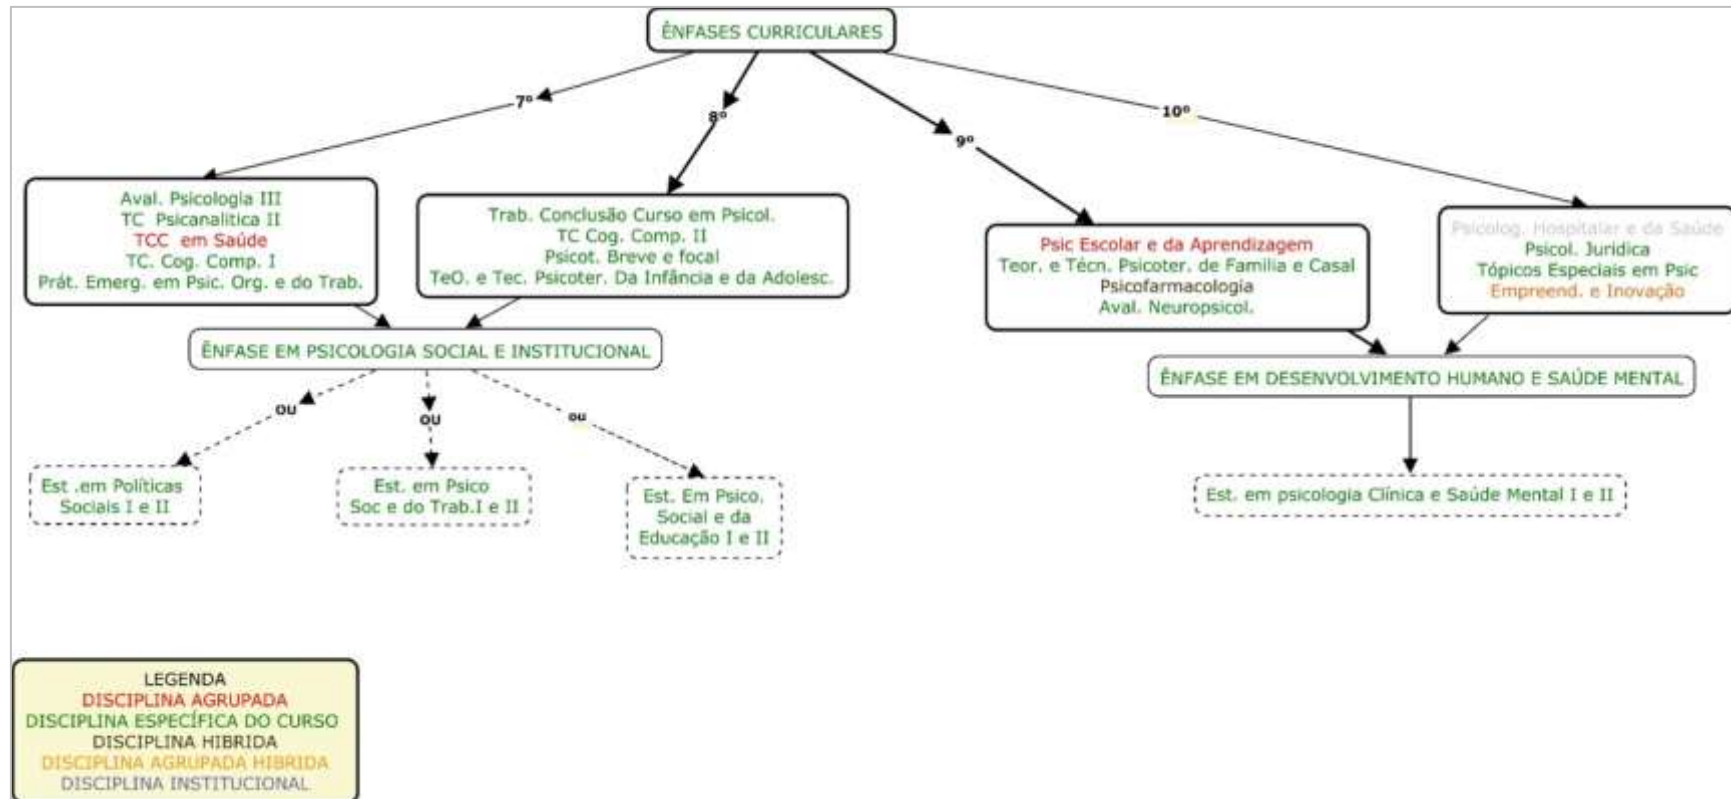 ÊNFASES CURRICULARES
7º
8º
9º
10º
Aval. Psicologia III
TC Psicanalitica II
TCC em Saúde
TC. Cog. Comp. I
Prát. Emerg. em Psic. Org. e do Trab.
Trab. Conclusão Curso em Psicol.
TC Cog. Comp. II
Psicot. Breve e focal
TeO. e Tec. Psicoter. Da Infância e da Adolesc.
Psic Escolar e da Aprendizagem
Teor. e Técn. Psicoter. de Familia e Casal
Psicofarmacologia
Aval. Neuropsicol.
Psicolog. Hospitalar e da Saúde
Psicol. Juridica
Tópicos Especiais em Psic
Empreend. e Inovação
ÊNFASE EM PSICOLOGIA SOCIAL E INSTITUCIONAL
ÊNFASE EM DESENVOLVIMENTO HUMANO E SAÚDE MENTAL
ou
ou
ou
Est .em Políticas
Sociais I e II
Est. em Psico
Soc e do Trab.I e II
Est. Em Psico.
Social e da
Educação I e II
Est. em psicologia Clínica e Saúde Mental I e II
LEGENDA
DISCIPLINA AGRUPADA
DISCIPLINA ESPECÍFICA DO CURSO
DISCIPLINA HIBRIDA
DISCIPLINA AGRUPADA HIBRIDA
DISCIPLINA INSTITUCIONAL